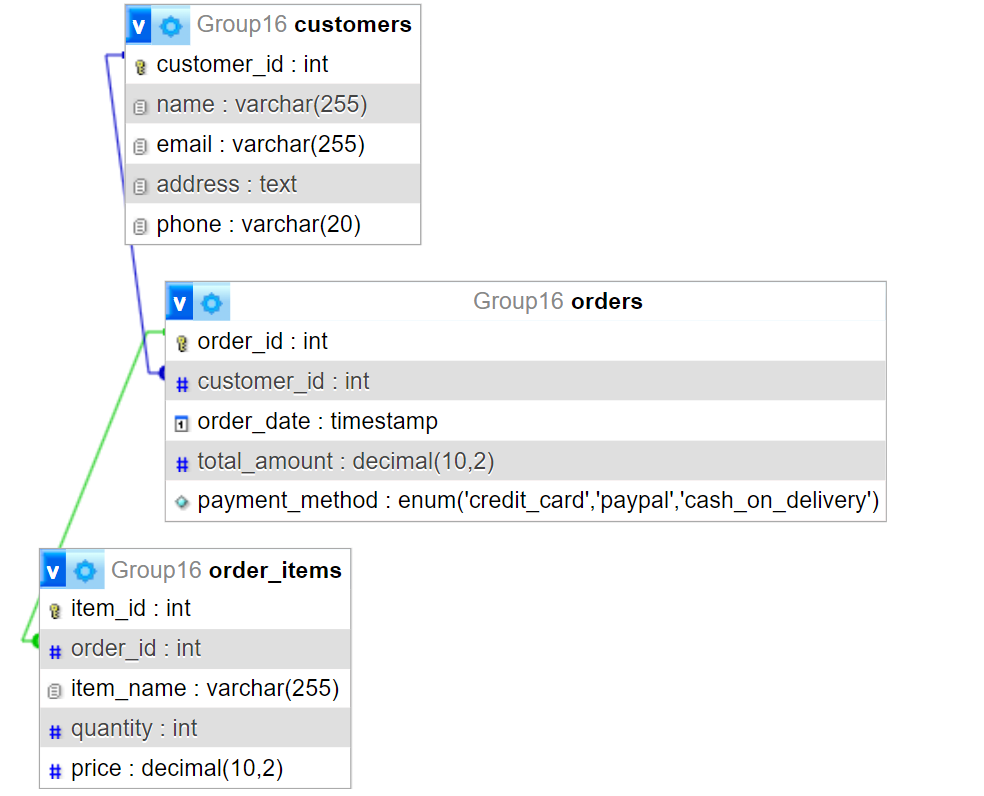 v Group16 customers
customer_id : int
name : varchar(255)
email : varchar(255)
address : text
phone : varchar(20)
v Group16 orders
order_id : int
# customer_id : int
1 order_date : timestamp
# total_amount : decimal(10,2)
payment_method : enum('credit_card','paypal','cash_on_delivery')
v Group16 order_items
item_id : int
# order_id : int
item_name : varchar(255)
# quantity : int
# price : decimal(10,2)